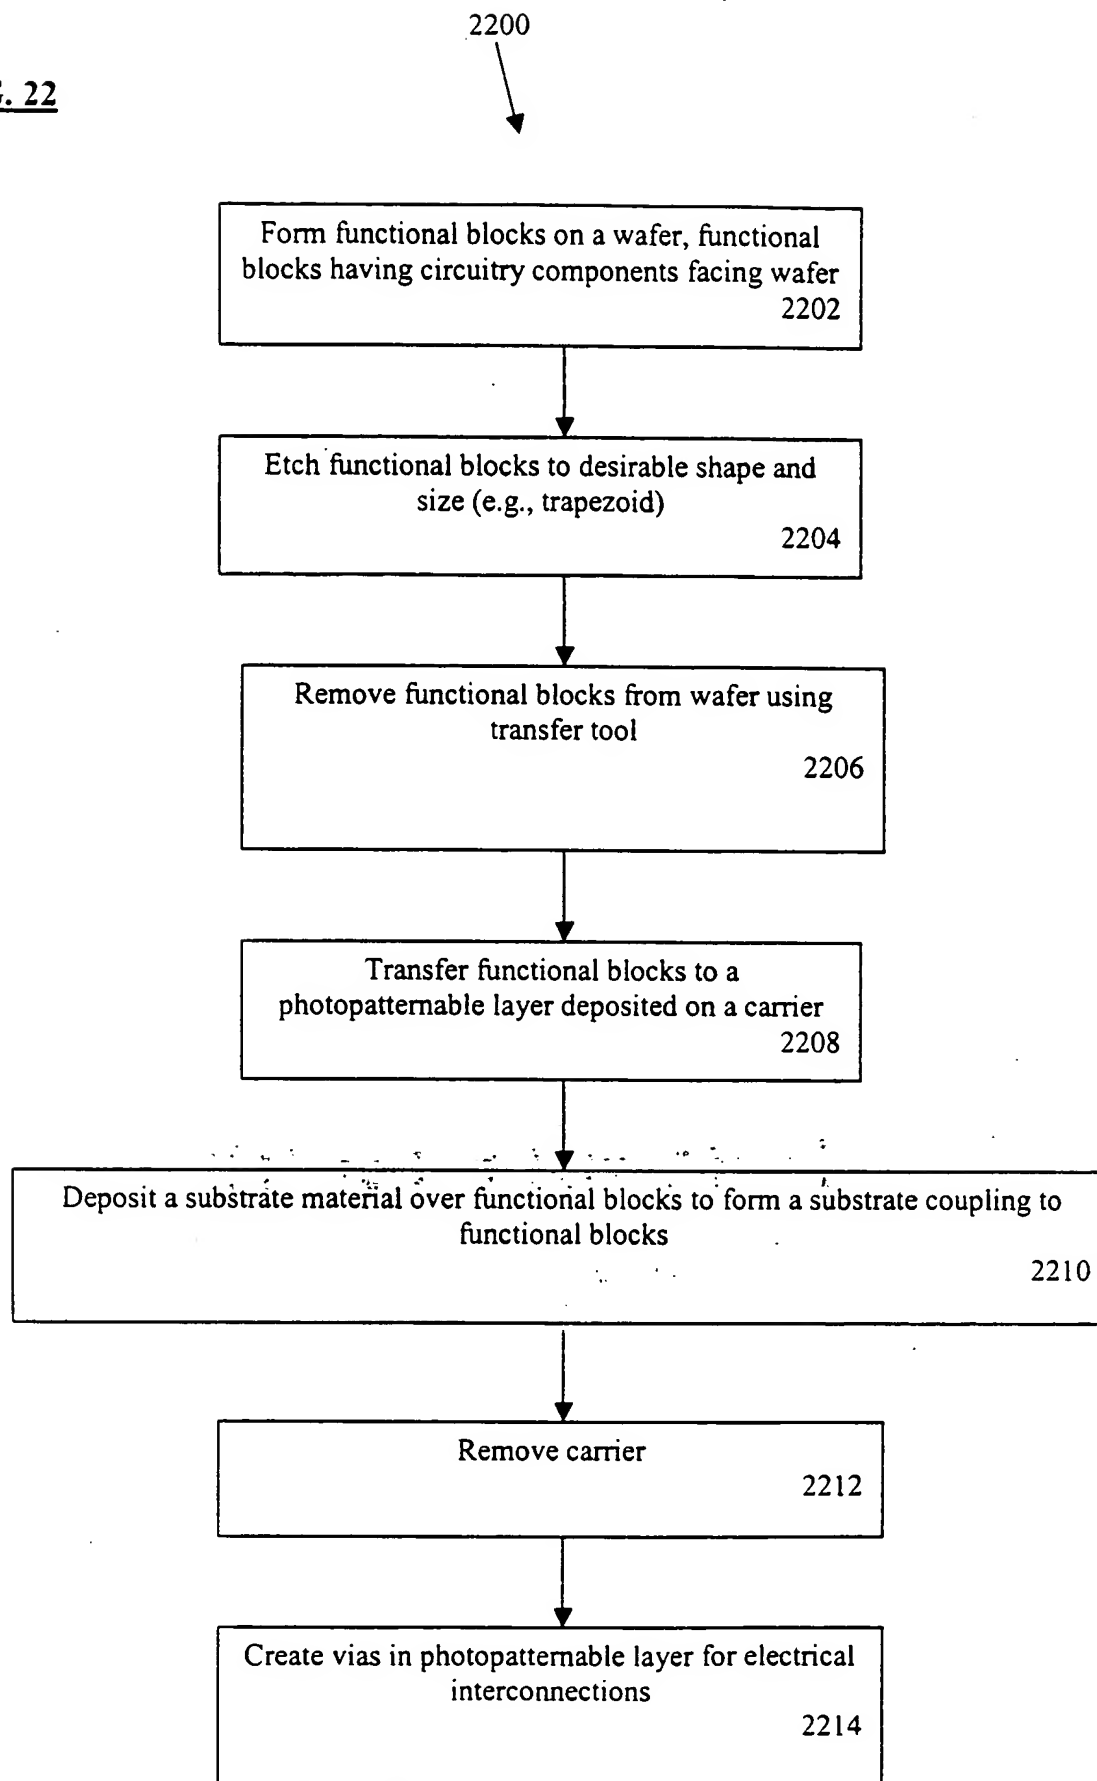 2200
. 22
Form functional blocks on a wafer, functional
blocks having circuitry components facing wafer
2202
Etch functional blocks to desirable shape and
size (e.g., trapezoid)
2204
Remove functional blocks from wafer using
transfer tool
2206
Transfer functional blocks to a
photopatternable layer deposited on a carrier
2208
Deposit a substrate material over functional blocks to form a substrate coupling to
functional blocks
2210
Remove carrier
2212
Create vias in photopatternable layer for electrical
interconnections
2214